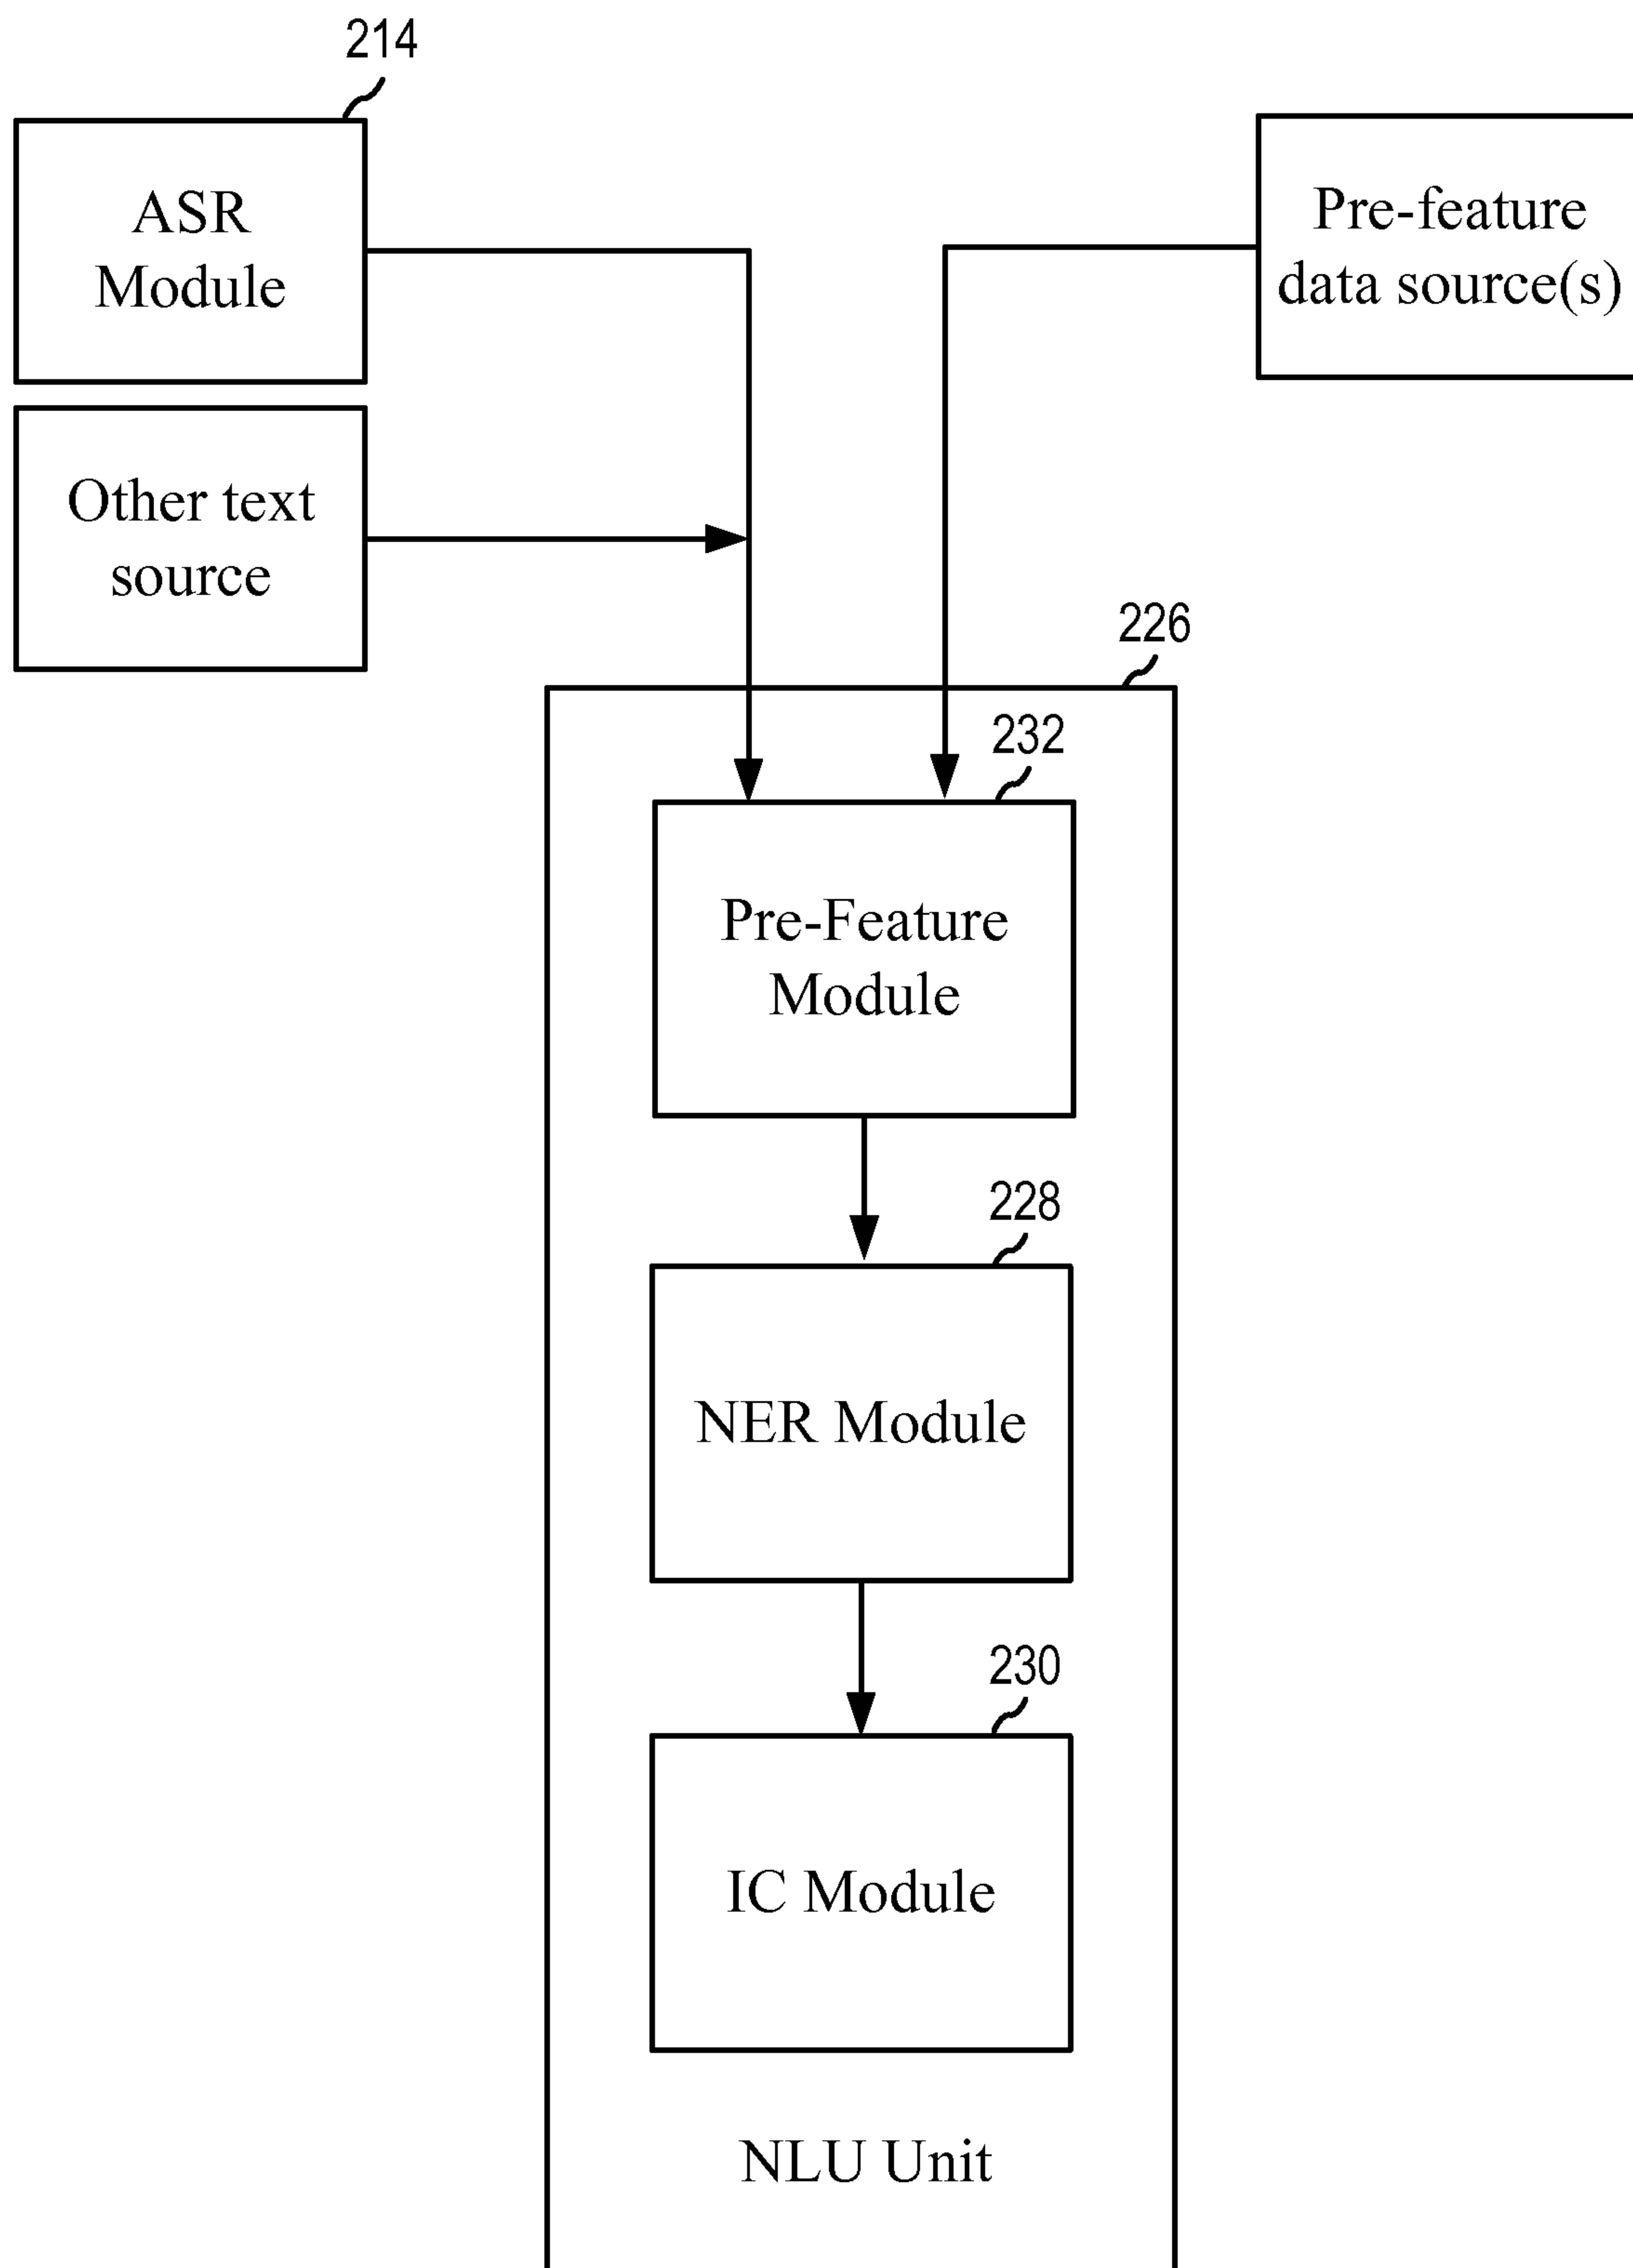 214
ASR
Module
Pre-feature
data source(s)
Other text
source
226
232
Pre-Feature
Module
228
NER Module
230
IC Module
NLU Unit